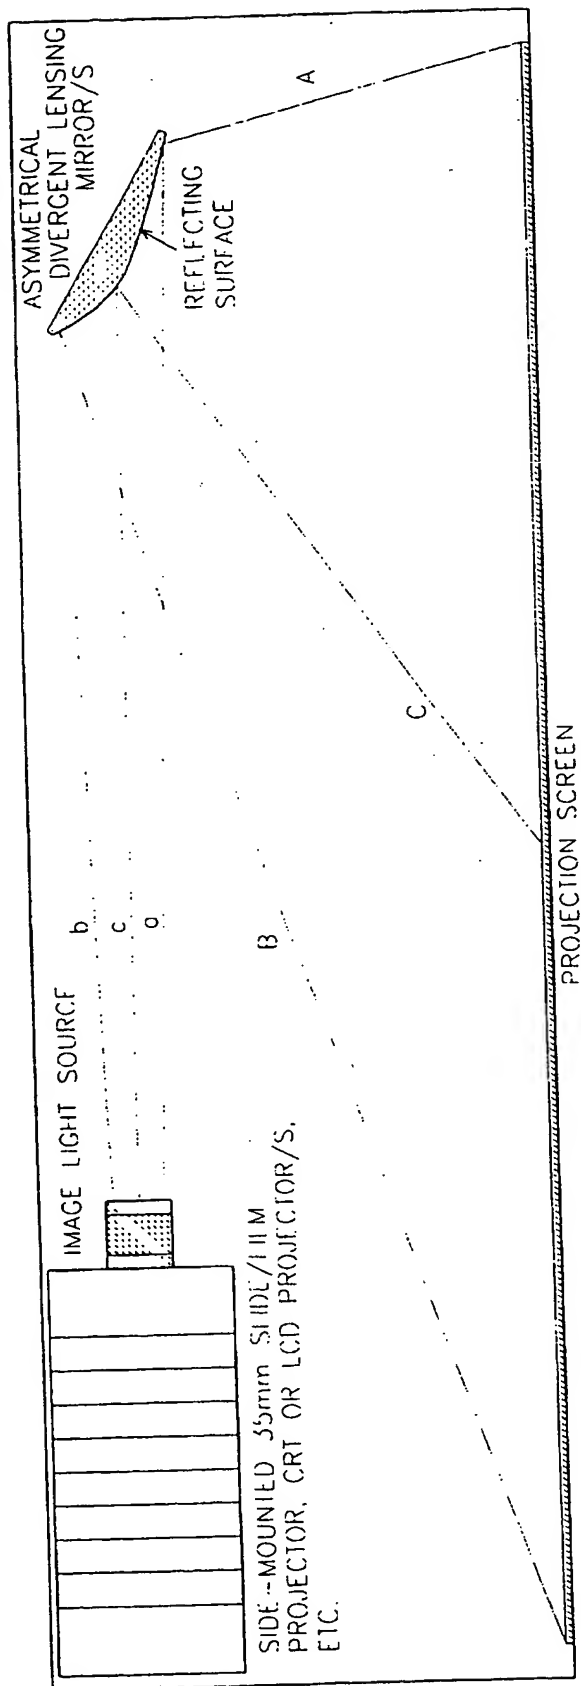 ASYMMETRICAL
DIVERGENT LENSING
MIRROR/S
REFLECTING
SURFACE
A
IMAGE LIGHT SOURCE
b
c
a
B
C
SIDE-MOUNTED 35mm SLIDE/FILM
PROJECTOR, CRT OR LCD PROJECTOR/S,
ETC.
PROJECTION SCREEN